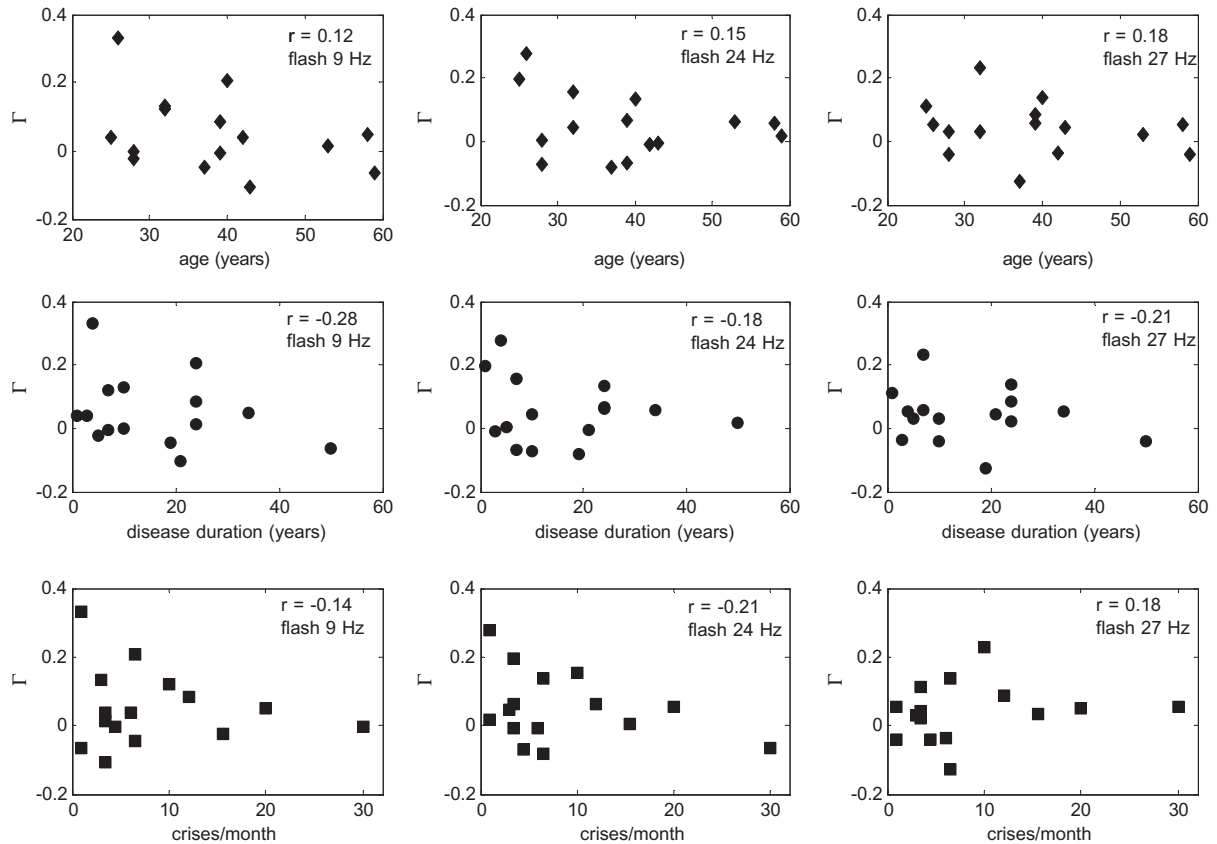 0.4
0.2
0
-0.2
Γ
20
30
40
50
60
age (years)
r = 0.12
flash 9 Hz
0.4
0.2
0
-0.2
Γ
20
30
40
50
60
age (years)
r = 0.15
flash 24 Hz
0.4
0.2
0
-0.2
Γ
20
30
40
50
60
age (years)
r = 0.18
flash 27 Hz
0.4
0.2
0
-0.2
Γ
0
20
40
60
disease duration (years)
r = -0.28
flash 9 Hz
0.4
0.2
0
-0.2
Γ
0
20
40
60
disease duration (years)
r = -0.18
flash 24 Hz
0.4
0.2
0
-0.2
Γ
0
20
40
60
disease duration (years)
r = -0.21
flash 27 Hz
0.4
0.2
0
-0.2
Γ
0
10
20
30
crises/month
r = -0.14
flash 9 Hz
0.4
0.2
0
-0.2
Γ
0
10
20
30
crises/month
r = -0.21
flash 24 Hz
0.4
0.2
0
-0.2
Γ
0
10
20
30
crises/month
r = 0.18
flash 27 Hz